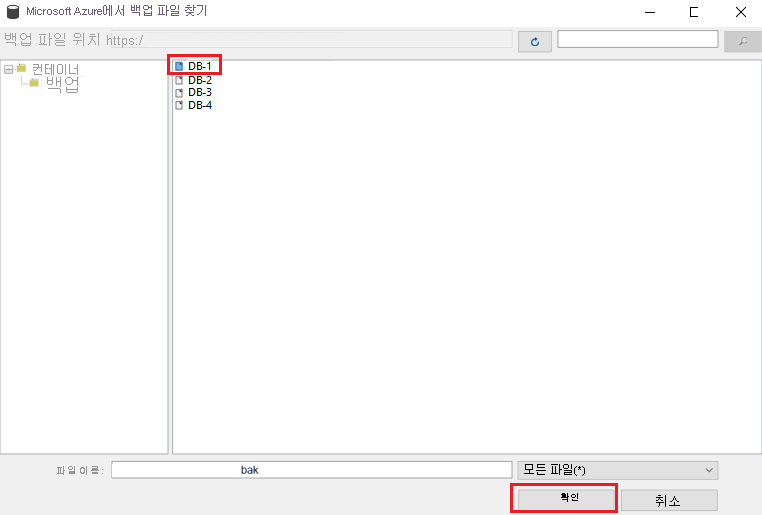 Microsoft Azure에서 백업 파일 찾기
백업 파일 위치 https:/
컨테이너
백업
DB-1
DB-2
DB-3
DB-4
파일 이름:
bak
모든 파일(*)
확인
취소